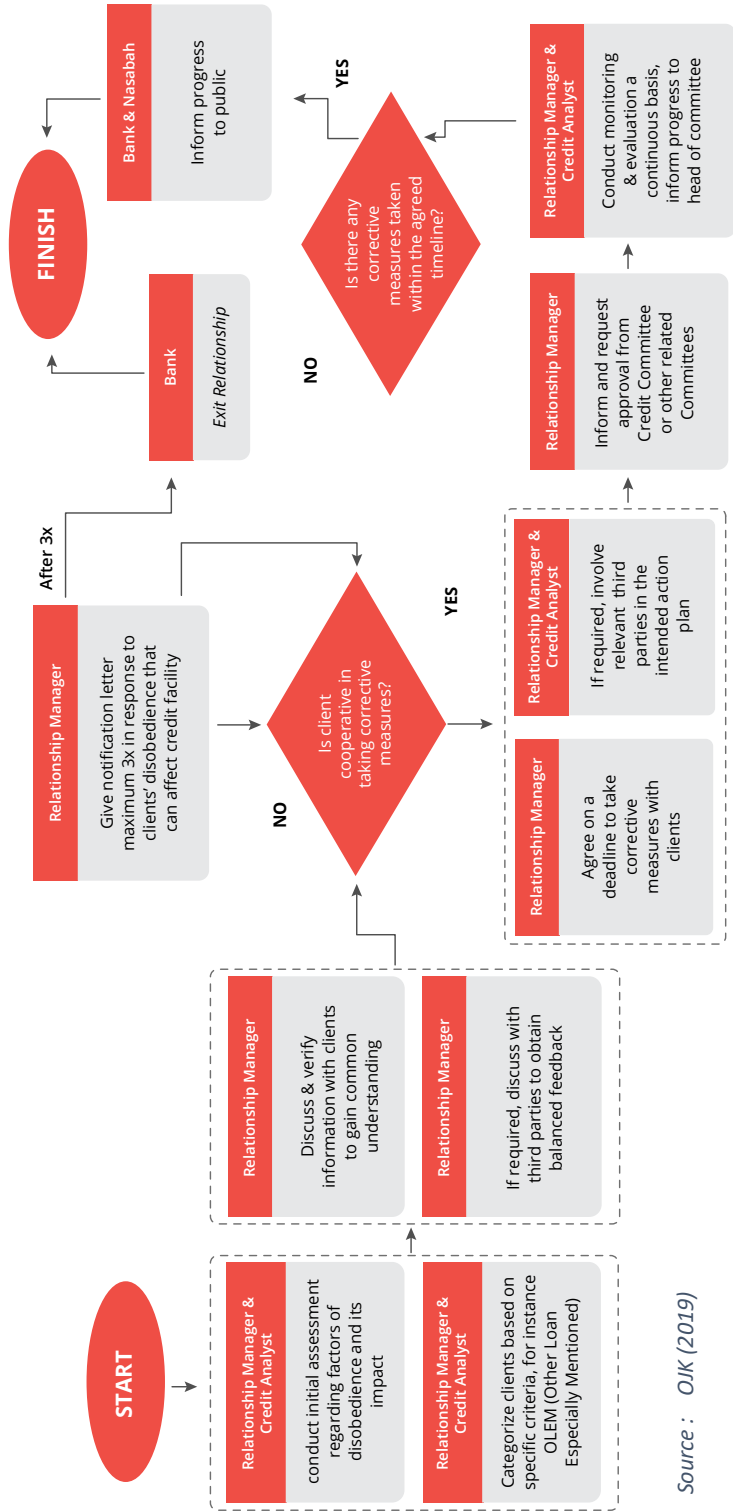 START
Relationship Manager &
Credit Analyst
conduct initial assessment
regarding factors of
disobedience and its
impact
Relationship Manager &
Credit Analyst
Categorize clients based on
specific criteria, for instance
OLEM (Other Loan
Especially Mentioned)
Relationship Manager
Discuss & verify
information with clients
to gain common
understanding
Relationship Manager
If required, discuss with
third parties to obtain
balanced feedback
Relationship Manager
Give notification letter
maximum 3x in response to
clients’ disobedience that
can affect credit facility
After 3x
NO
Is client
cooperative in
taking corrective
measures?
YES
Relationship Manager
Agree on a
deadline to take
corrective
measures with
clients
Relationship Manager &
Credit Analyst
If required, involve
relevant third
parties in the
intended action
plan
Relationship Manager
Inform and request
approval from
Credit Committee
or other related
Committees
Relationship Manager &
Credit Analyst
Conduct monitoring
& evaluation a
continuous basis,
inform progress to
head of committee
NO
Is there any
corrective
measures taken
within the agreed
timeline?
YES
Bank
Exit Relationship
Bank & Nasabah
Inform progress
to public
FINISH
Source : OJK (2019)